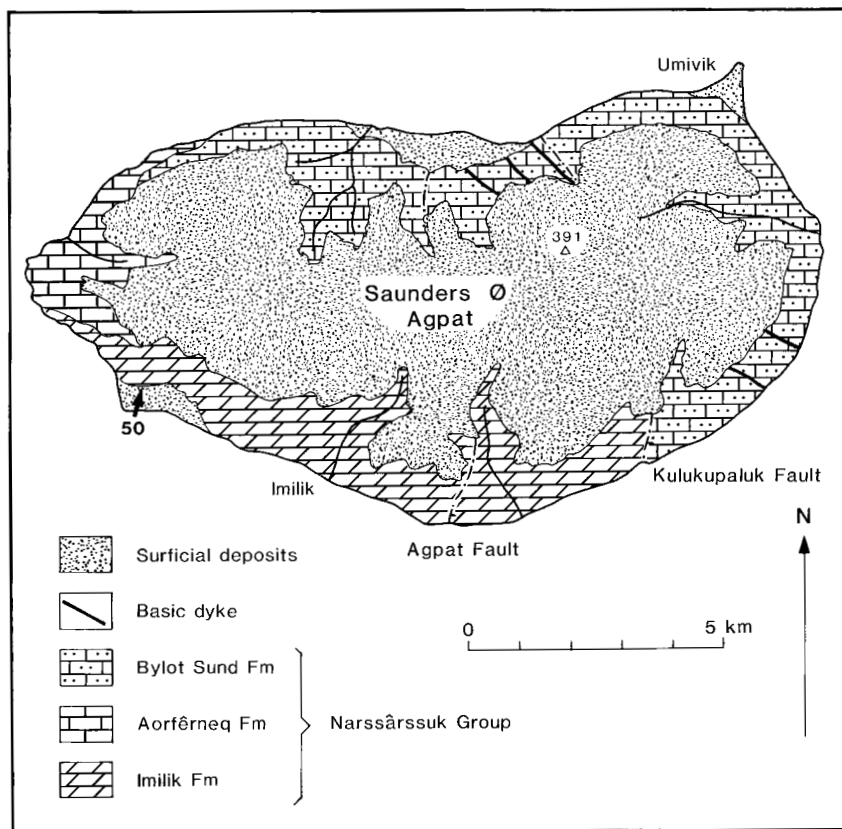 Umivik
391
Saunders Ø
Agpat
50
Imilik
Kulukupaluk Fault
Agpat Fault
N
Surficial deposits
Basic dyke
0 5 km
Bylot Sund Fm
Aorfêrneq Fm
Narssârssuk Group
Imilik Fm